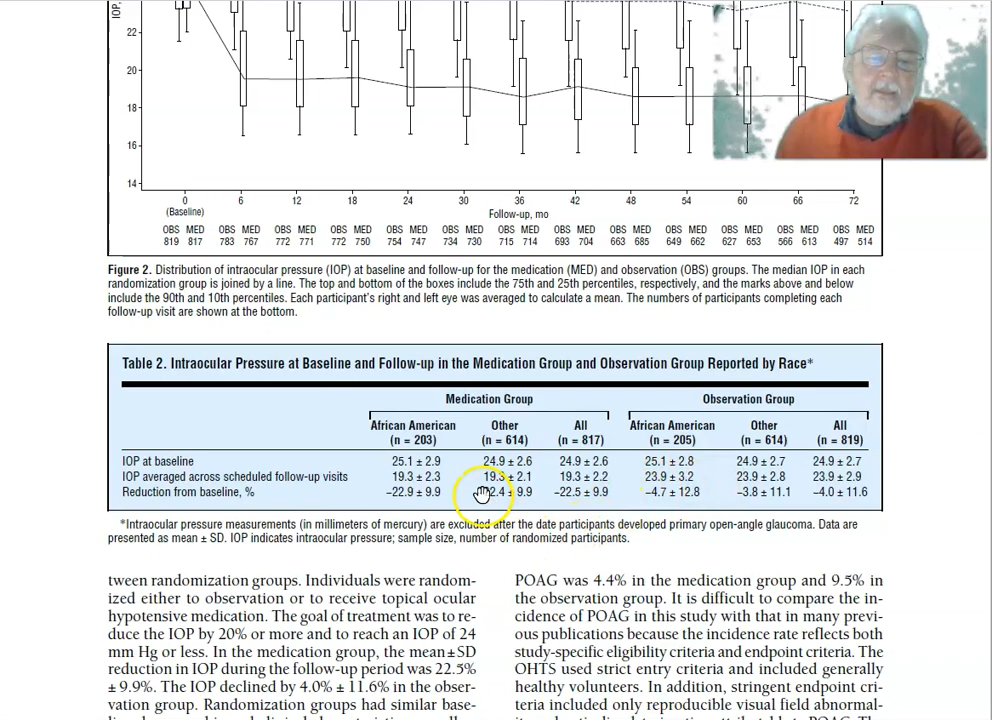 IOP,
22
20
18
16
14
0 6 12 18 24 30 36 42 48 54 60 66 72
(Baseline)
Follow-up, mo
OBS MED OBS MED OBS MED OBS MED OBS MED OBS MED OBS MED OBS MED OBS MED OBS MED OBS MED OBS MED OBS MED
819 817 783 767 772 771 772 750 754 747 734 730 715 714 693 704 663 685 649 662 627 653 566 613 497 514
Figure 2. Distribution of intraocular pressure (IOP) at baseline and follow-up for the medication (MED) and observation (OBS) groups. The median IOP in each
randomization group is joined by a line. The top and bottom of the boxes include the 75th and 25th percentiles, respectively, and the marks above and below
include the 90th and 10th percentiles. Each participant's right and left eye was averaged to calculate a mean. The numbers of participants completing each
follow-up visit are shown at the bottom.
Table 2. Intraocular Pressure at Baseline and Follow-up in the Medication Group and Observation Group Reported by Race*
Medication Group Observation Group
African American Other All African American Other All
(n = 203) (n = 614) (n = 817) (n = 205) (n = 614) (n = 819)
IOP at baseline 25.1 ± 2.9 24.9 ± 2.6 24.9 ± 2.6 25.1 ± 2.8 24.9 ± 2.7 24.9 ± 2.7
IOP averaged across scheduled follow-up visits 19.3 ± 2.3 19.3 ± 2.1 19.3 ± 2.2 23.9 ± 3.2 23.9 ± 2.8 23.9 ± 2.9
Reduction from baseline, % −22.9 ± 9.9 2.4 ± 9.9 −22.5 ± 9.9 −4.7 ± 12.8 −3.8 ± 11.1 −4.0 ± 11.6
*Intraocular pressure measurements (in millimeters of mercury) are excluded after the date participants developed primary open-angle glaucoma. Data are
presented as mean ± SD. IOP indicates intraocular pressure; sample size, number of randomized participants.
tween randomization groups. Individuals were random-
ized either to observation or to receive topical ocular
hypotensive medication. The goal of treatment was to re-
duce the IOP by 20% or more and to reach an IOP of 24
mm Hg or less. In the medication group, the mean±SD
reduction in IOP during the follow-up period was 22.5%
± 9.9%. The IOP declined by 4.0% ± 11.6% in the obser-
vation group. Randomization groups had similar base-
POAG was 4.4% in the medication group and 9.5% in
the observation group. It is difficult to compare the in-
cidence of POAG in this study with that in many previ-
ous publications because the incidence rate reflects both
study-specific eligibility criteria and endpoint criteria. The
OHTS used strict entry criteria and included generally
healthy volunteers. In addition, stringent endpoint cri-
teria included only reproducible visual field abnormal-